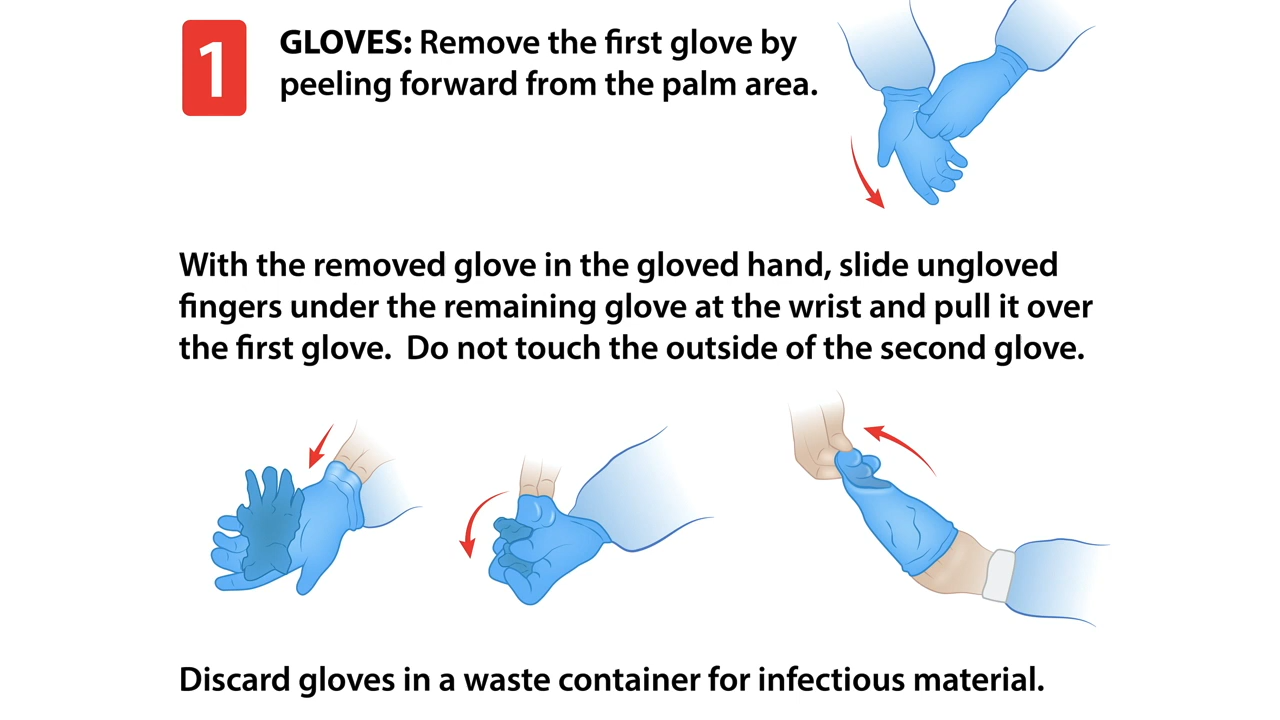 1
GLOVES: Remove the first glove by
peeling forward from the palm area.
With the removed glove in the gloved hand, slide ungloved
fingers under the remaining glove at the wrist and pull it over
the first glove.  Do not touch the outside of the second glove.
Discard gloves in a waste container for infectious material.